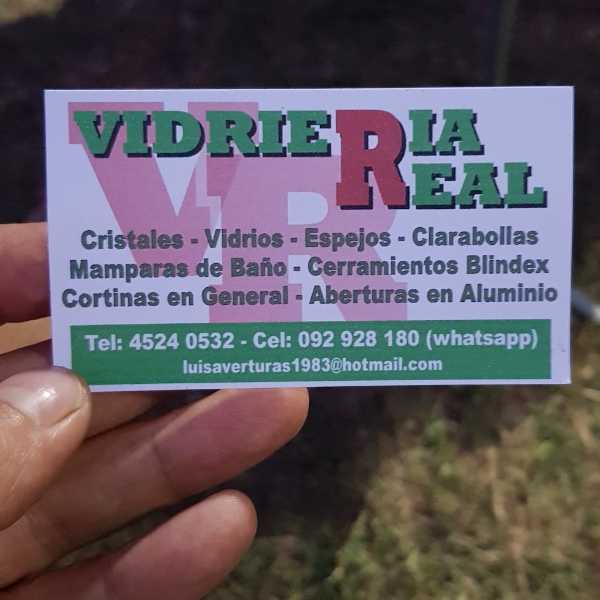 VIDRIERIA
REAL
Cristales - Vidrios - Espejos - Clarabollas
Mamparas de Baño - Cerramientos Blindex
Cortinas en General - Aberturas en Aluminio
Tel: 4524 0532 - Cel: 092 928 180 (whatsapp)
luisaverturas1983@hotmail.com
VR